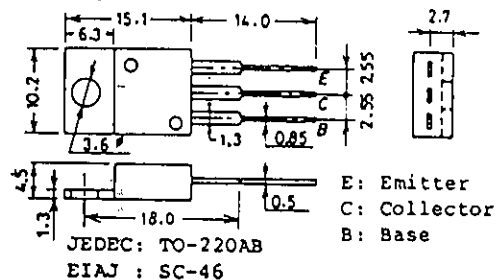 15.1
14.0
2.7
6.3
10.2
E
C
B
2.55
2.55
3.6
1.3
0.85
4.5
1.3
18.0
0.5
E: Emitter
C: Collector
B: Base
JEDEC: TO-220AB
EIAJ : SC-46